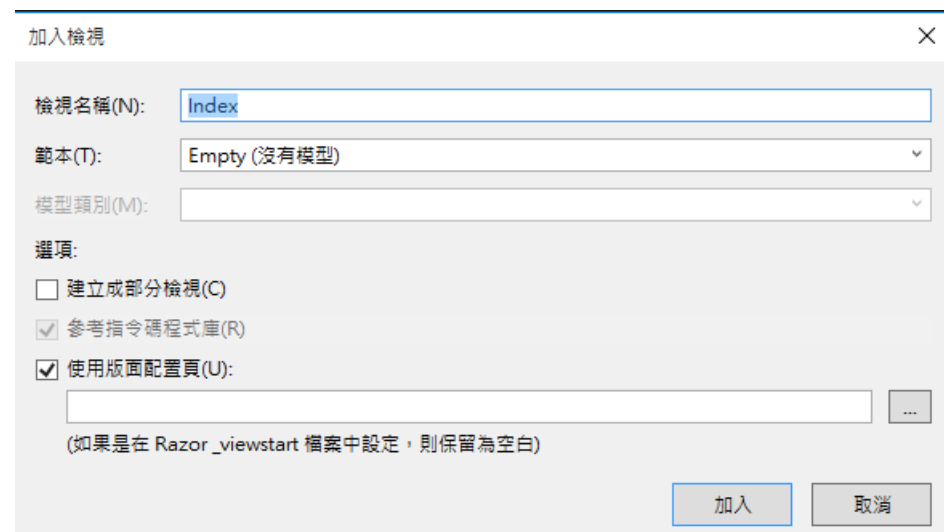 加入檢視
檢視名稱(N): Index
範本(T): Empty (沒有模型)
模型類別(M):
選項:
建立成部分檢視(C)
參考指令碼程式庫(R)
使用版面配置頁(U):
...
(如果是在 Razor _viewstart 檔案中設定，則保留為空白)
加入 取消